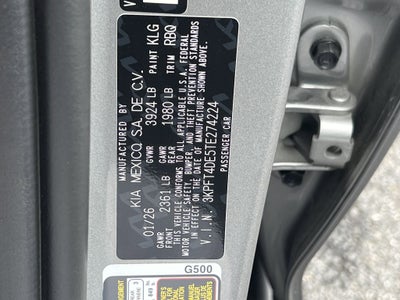 MANUFACTURED BY
KIA MEXICO, S.A. DE C.V.
01/26 GVWR 3924 LB PAINT KLG
GAWR FRONT 2361 LB GAWR REAR 1980 LB TRIM RBQ
THIS VEHICLE CONFORMS TO ALL APPLICABLE U.S.A. FEDERAL
MOTOR VEHICLE SAFETY, BUMPER, AND THEFT PREVENTION STANDARDS
IN EFFECT ON THE DATE OF MANUFACTURE SHOWN ABOVE.
V.I.N. : 3KPFT4DE5TE274224
PASSENGER CAR
G500